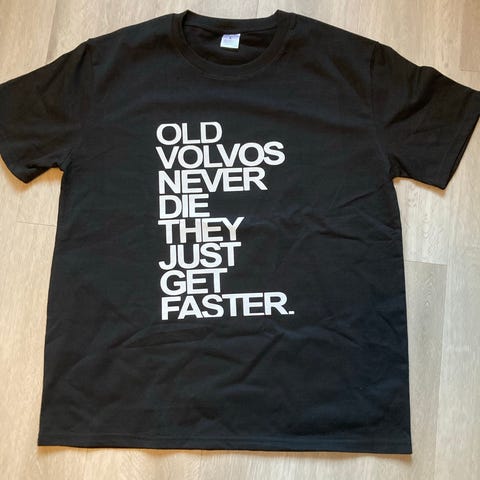 OLD
VOLVOS
NEVER
DIE
THEY
JUST
GET
FASTER.